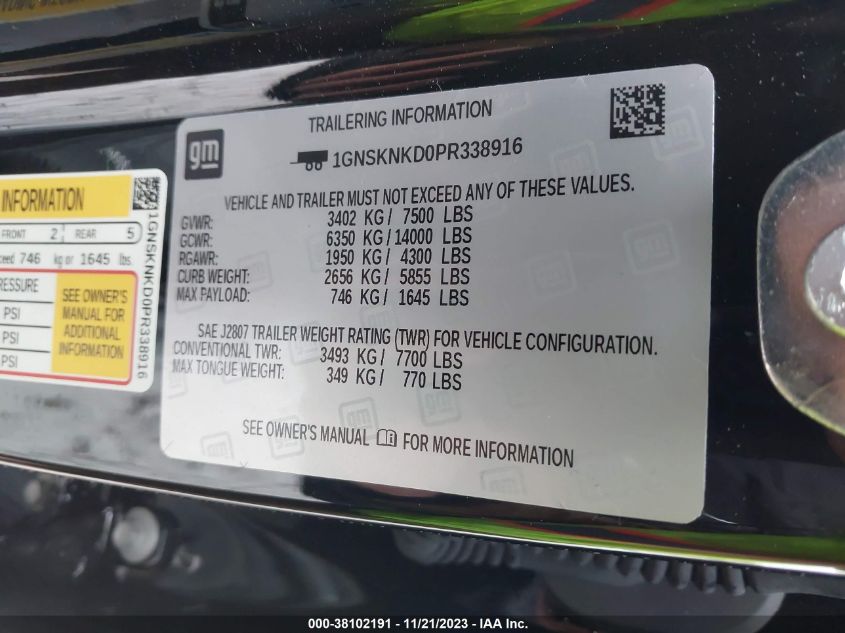 INFORMATION
FRONT 2 REAR 5
746 kg or 1645 lbs.
PRESSURE
PSI
PSI
PSI
SEE OWNER'S
MANUAL FOR
ADDITIONAL
INFORMATION
1GNSKNKD0PR338916
gm
TRAILERING INFORMATION
1GNSKNKD0PR338916
VEHICLE AND TRAILER MUST NOT EXCEED ANY OF THESE VALUES.
GVWR: 3402 KG/ 7500 LBS
GCWR: 6350 KG/14000 LBS
RGAWR: 1950 KG/ 4300 LBS
CURB WEIGHT: 2656 KG/ 5855 LBS
MAX PAYLOAD: 746 KG/ 1645 LBS
SAE J2807 TRAILER WEIGHT RATING (TWR) FOR VEHICLE CONFIGURATION.
CONVENTIONAL TWR: 3493 KG/ 7700 LBS
MAX TONGUE WEIGHT: 349 KG/ 770 LBS
SEE OWNER'S MANUAL FOR MORE INFORMATION
000-38102191 - 11/21/2023 - IAA Inc.